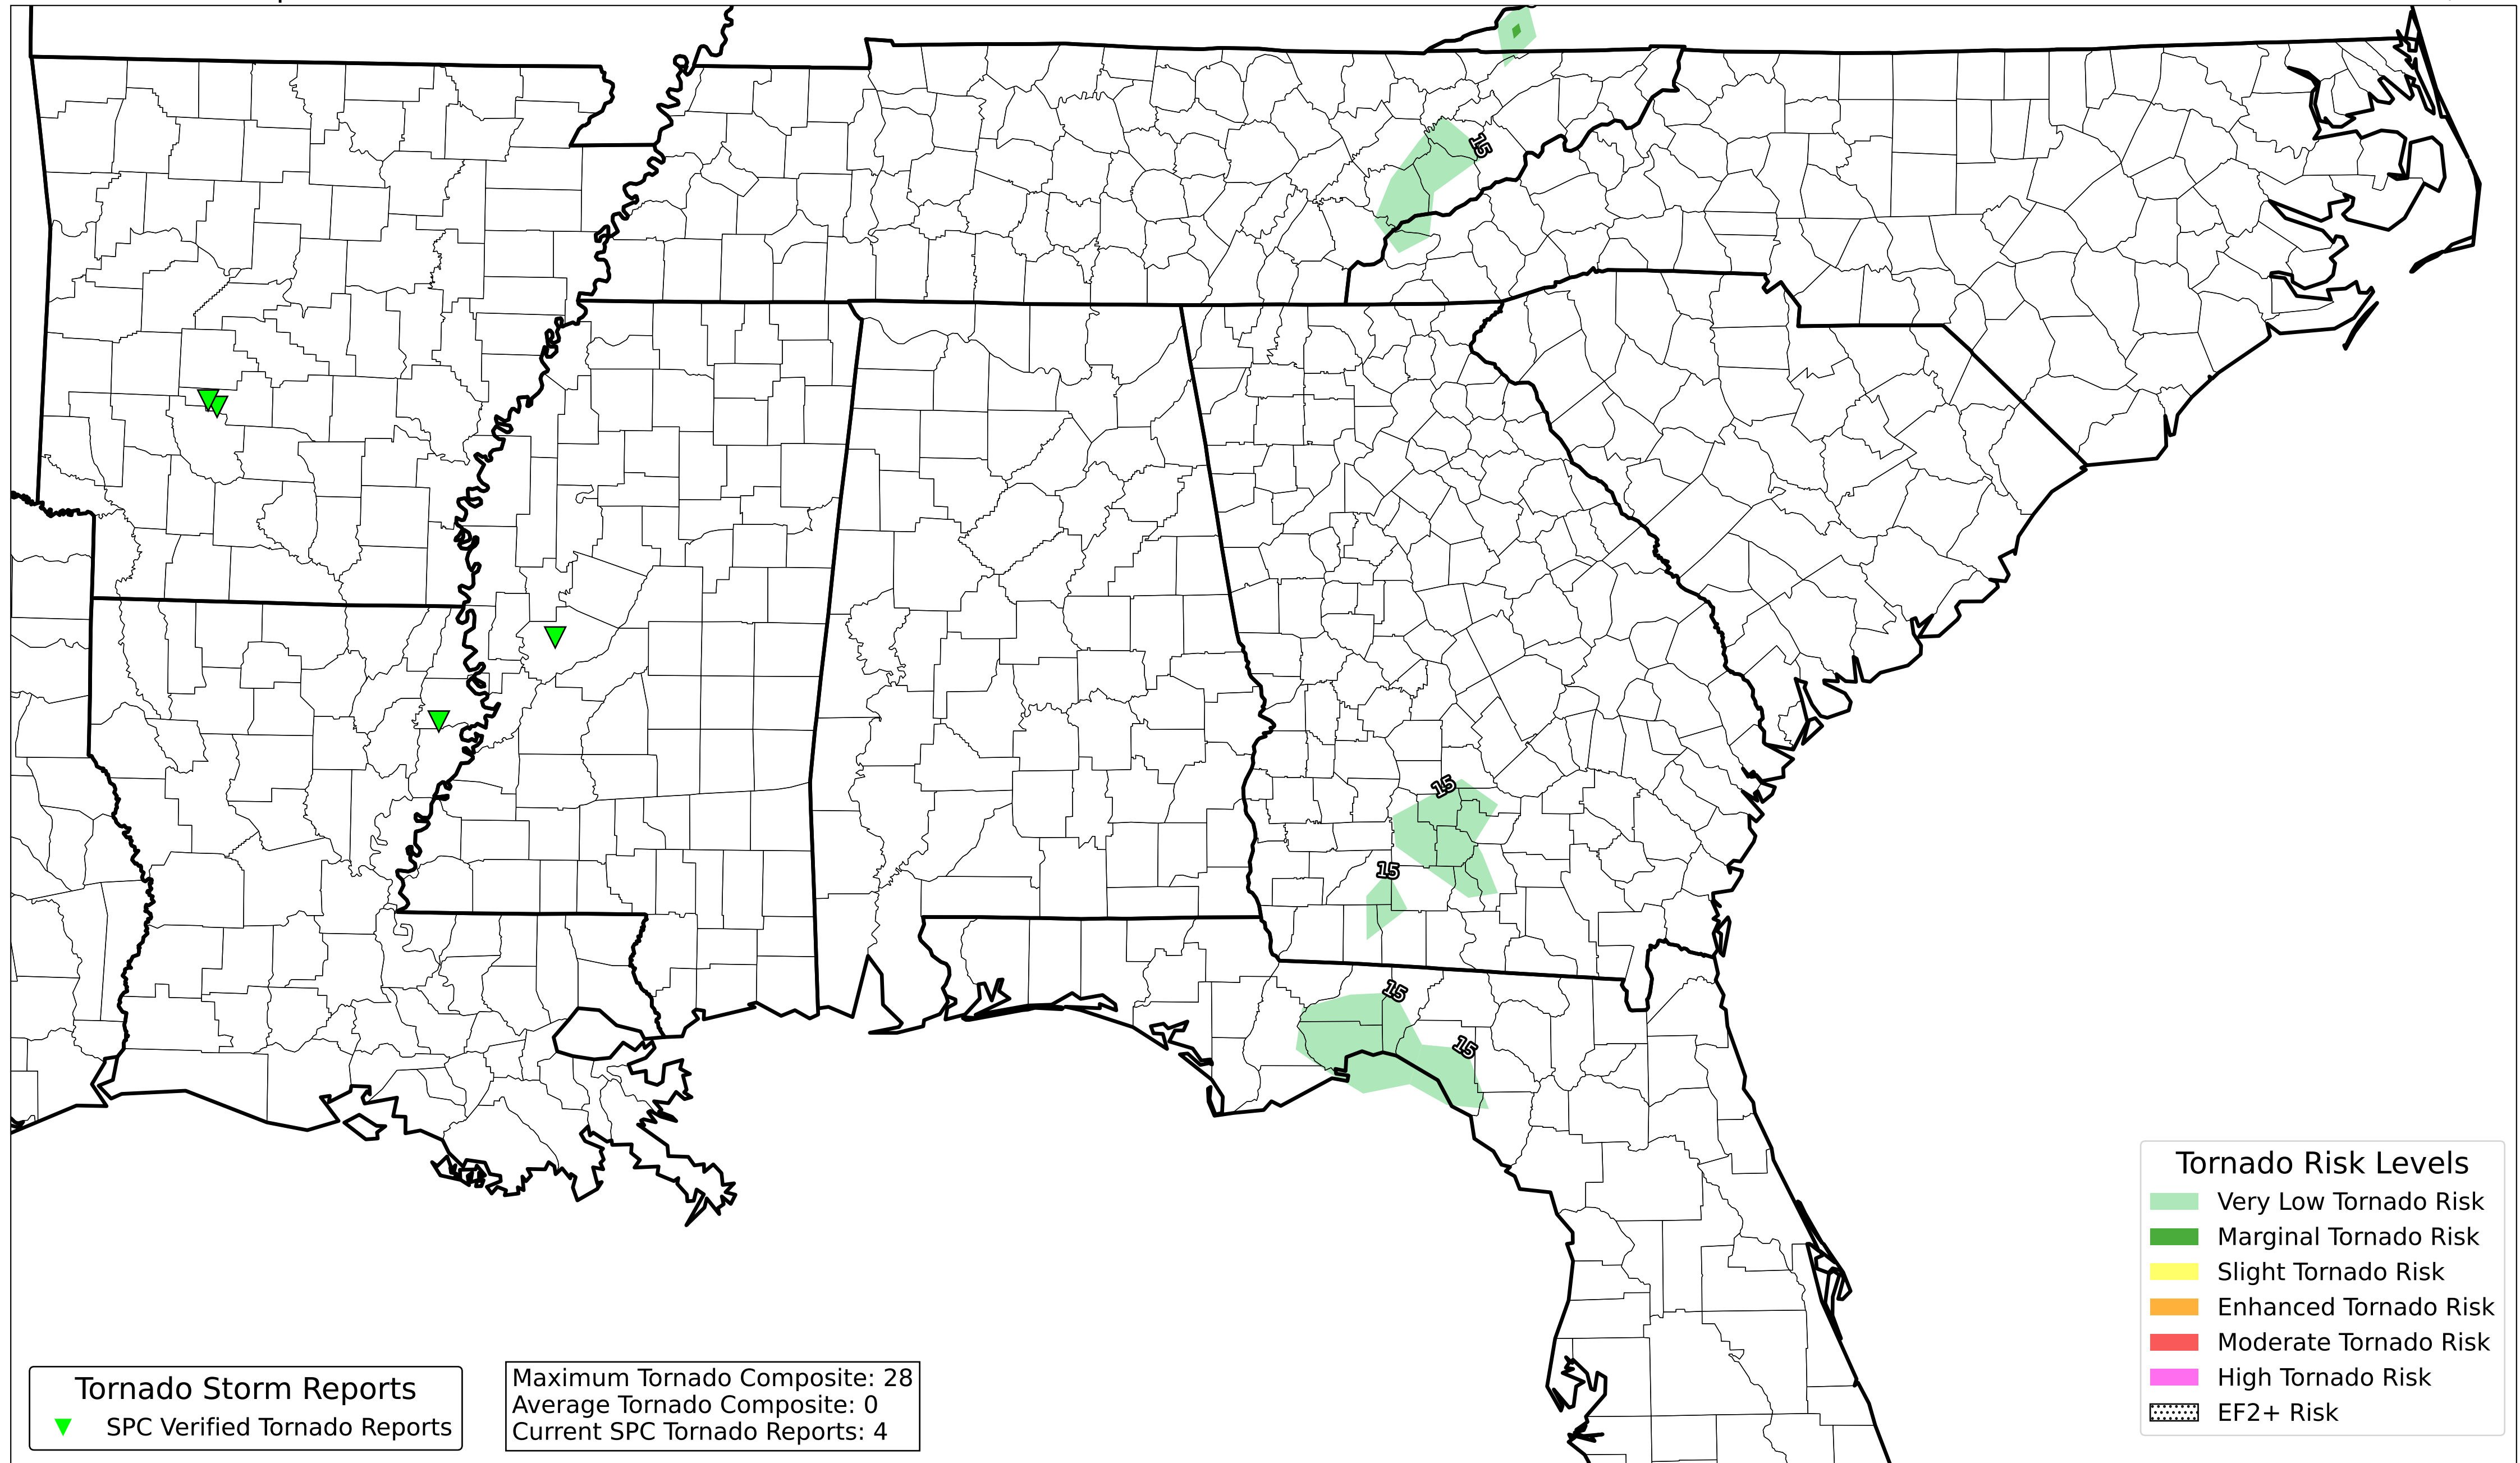 15
15
15
15
15
Tornado Risk Levels
Very Low Tornado Risk
Marginal Tornado Risk
Slight Tornado Risk
Enhanced Tornado Risk
Moderate Tornado Risk
High Tornado Risk
EF2+ Risk
Tornado Storm Reports
SPC Verified Tornado Reports
Maximum Tornado Composite: 28
Average Tornado Composite: 0
Current SPC Tornado Reports: 4